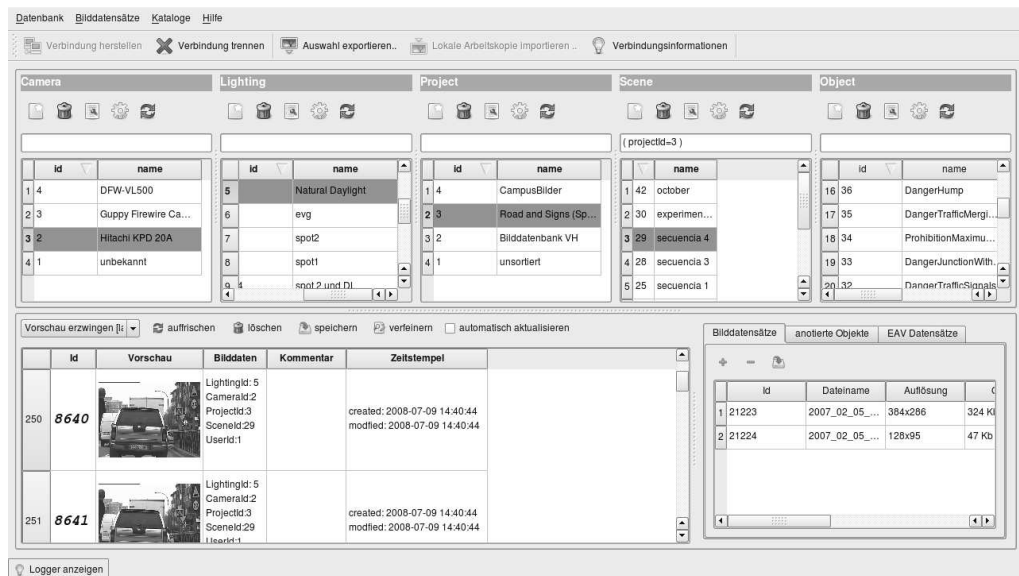 Datenbank Bilddatensätze Kataloge Hilfe
Verbindung herstellen Verbindung trennen Auswahl exportieren.. Lokale Arbeitskopie importieren .. Verbindungsinformationen
Camera Lighting Project Scene Object
( projectId=3 )
id name id name id name name id name
1 4 DFW-VL500 5 Natural Daylight 1 4 CampusBilder 1 42 october 16 36 DangerHump
2 3 Guppy Firewire Ca... 6 evg 2 3 Road and Signs (Sp... 2 30 experimen... 17 35 DangerTrafficMergi...
3 2 Hitachi KPD 20A 7 spot2 3 2 Bilddatenbank VH 3 29 secuencia 4 18 34 ProhibitionMaximu...
4 1 unbekannt 8 spot1 4 1 unsortiert 4 28 secuencia 3 19 33 DangerJunctionWith.
9 4 spot 2 und DL 5 25 secuencia 1 20 32 DangerTrafficSignals
Vorschau erzwingen [lä auffrischen löschen speichern verfeinern automatisch aktualisieren
Id Vorschau Bilddaten Kommentar Zeitstempel
250 8640
LightingId: 5
CameraId:2
ProjectId:3
SceneId:29
UserId:1
created: 2008-07-09 14:40:44
modfied: 2008-07-09 14:40:44
251 8641
LightingId: 5
CameraId:2
ProjectId:3
SceneId:29
UserId:1
created: 2008-07-09 14:40:44
modfied: 2008-07-09 14:40:44
Bilddatensätze anotierte Objekte EAV Datensätze
Id Dateiname Auflösung
1 21223 2007_02_05_... 384x286 324 Kl
2 21224 2007_02_05_... 128x95 47 Kb
Logger anzeigen